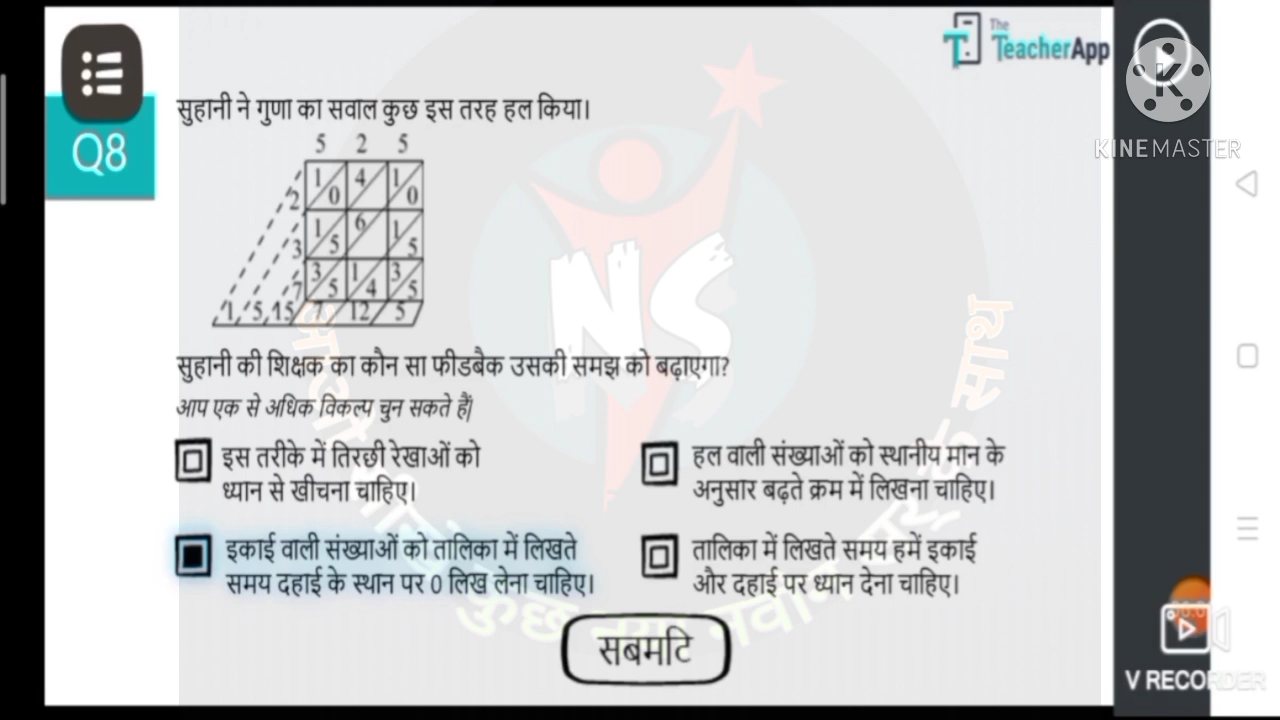 The
TeacherApp
KINEMASTER
Q8
सुहानी ने गुणा का सवाल कुछ इस तरह हल किया।
5 2 5
2 1 0 4 1 0
3 1 5 6 1 5
7 3 5 1 4 3 5
1 5 15 7 12 5
NS
सुहानी की शिक्षक का कौन सा फीडबैक उसकी समझ को बढ़ाएगा?
आप एक से अधिक विकल्प चुन सकते हैं|
इस तरीके में तिरछी रेखाओं को
ध्यान से खीचना चाहिए।
हल वाली संख्याओं को स्थानीय मान के
अनुसार बढ़ते क्रम में लिखना चाहिए।
इकाई वाली संख्याओं को तालिका में लिखते
समय दहाई के स्थान पर 0 लिख लेना चाहिए।
तालिका में लिखते समय हमें इकाई
और दहाई पर ध्यान देना चाहिए।
सबमटि
V RECORDER